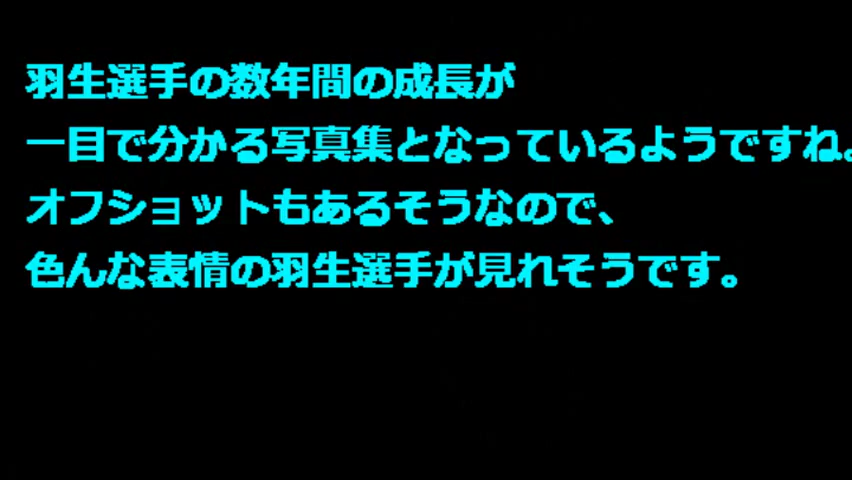 羽生選手の数年間の成長が
一目で分かる写真集となっているようですね。
オフショットもあるそうなので、
色んな表情の羽生選手が見れそうです。